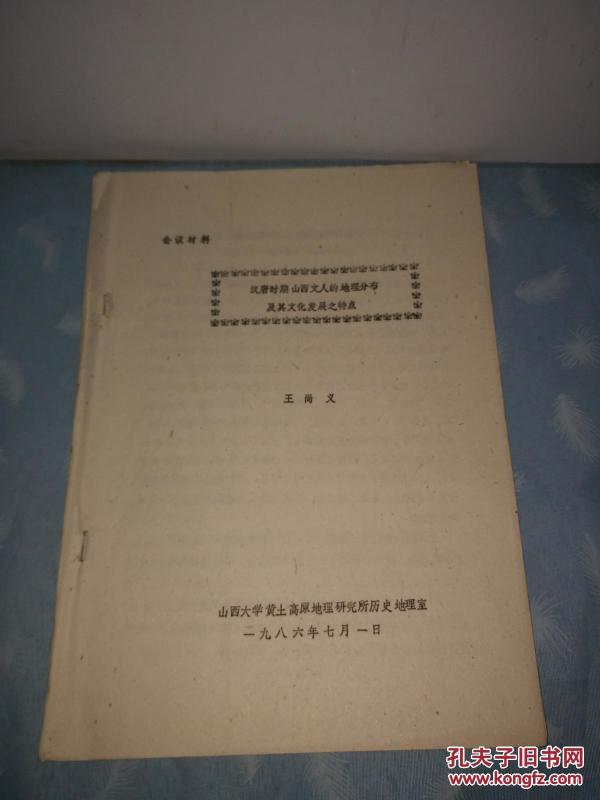 会议材料
汉唐时期山西文人的地理分布
及其文化发展之特点
王尚义
山西大学黄土高原地理研究所历史地理室
一九八六年七月一日
孔夫子旧书网
www.kongfz.com